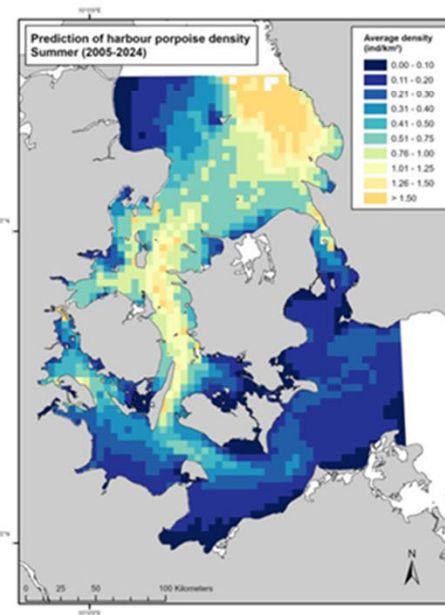 Prediction of harbour porpoise density
Summer (2005-2024)
Average density
(ind/km²)
0.00 - 0.10
0.11 - 0.20
0.21 - 0.30
0.31 - 0.40
0.41 - 0.50
0.51 - 0.75
0.76 - 1.00
1.01 - 1.25
1.26 - 1.50
> 1.50
N
0 25 50 100 Kilometers